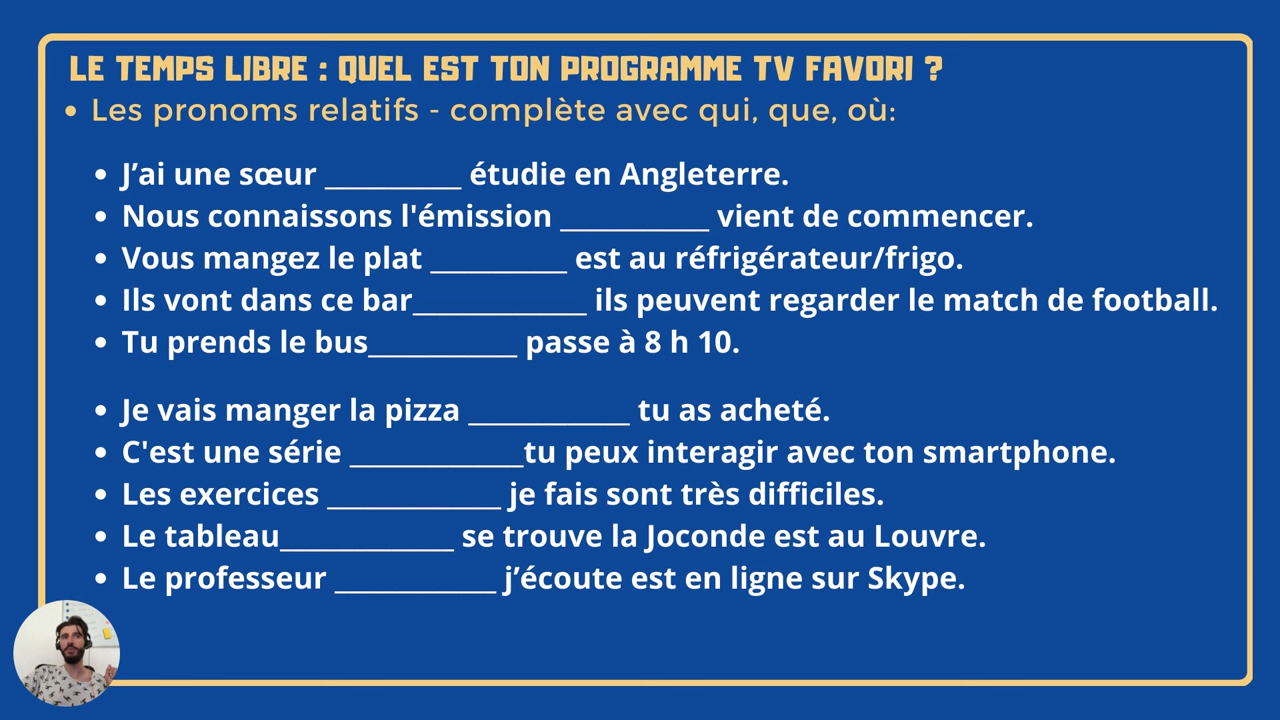 LE TEMPS LIBRE : QUEL EST TON PROGRAMME TV FAVORI ?
• Les pronoms relatifs - complète avec qui, que, où:
• J’ai une sœur __________ étudie en Angleterre.
• Nous connaissons l'émission ___________ vient de commencer.
• Vous mangez le plat __________ est au réfrigérateur/frigo.
• Ils vont dans ce bar_____________ ils peuvent regarder le match de football.
• Tu prends le bus___________ passe à 8 h 10.
• Je vais manger la pizza ____________ tu as acheté.
• C'est une série _____________tu peux interagir avec ton smartphone.
• Les exercices _____________ je fais sont très difficiles.
• Le tableau_____________ se trouve la Joconde est au Louvre.
• Le professeur ____________ j’écoute est en ligne sur Skype.